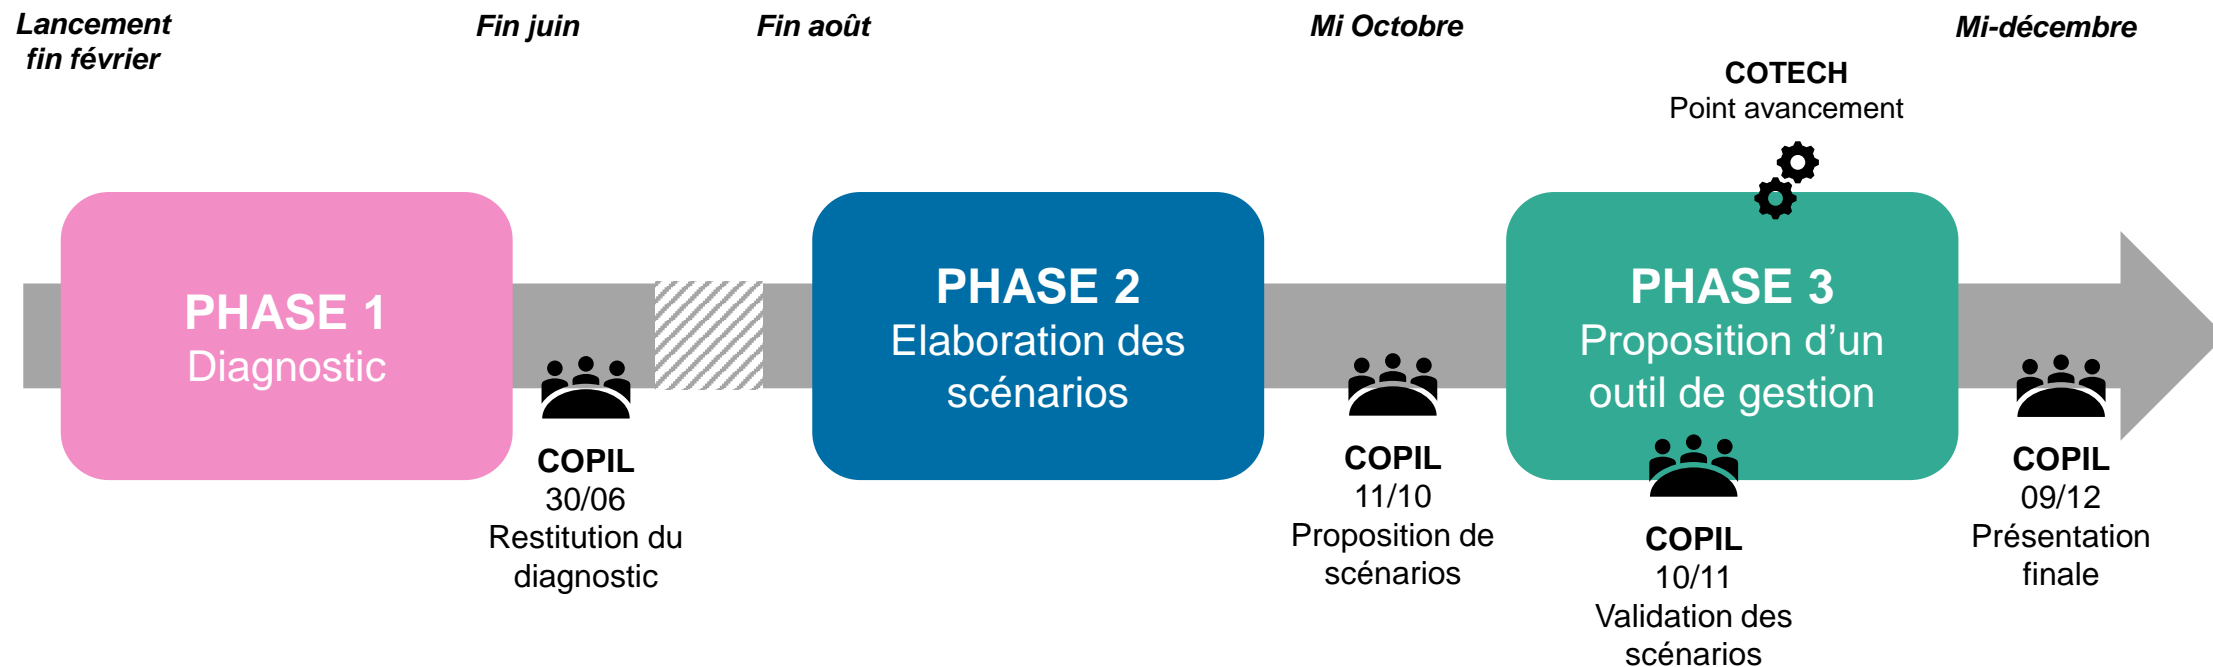 Lancement
fin février
Fin juin
Fin août
Mi Octobre
Mi-décembre
COTECH
Point avancement
PHASE 1
Diagnostic
PHASE 2
Elaboration des
scénarios
PHASE 3
Proposition d'un
outil de gestion
COPIL
30/06
Restitution du
diagnostic
COPIL
11/10
Proposition de
scénarios
COPIL
10/11
Validation des
scénarios
COPIL
09/12
Présentation
finale